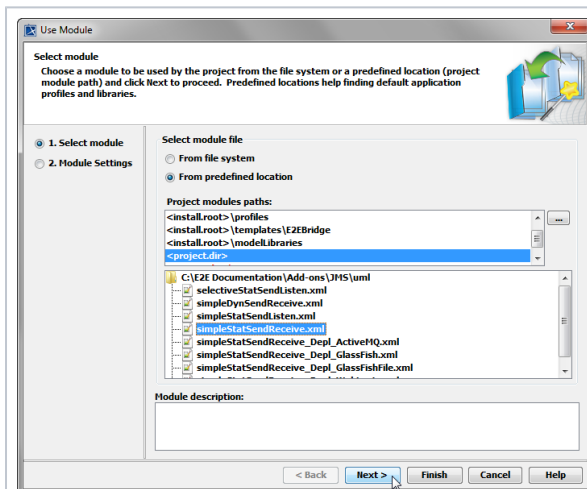 Use Module
Select module
Choose a module to be used by the project from the file system or a predefined location (project
module path) and click Next to proceed. Predefined locations help finding default application
profiles and libraries.
1. Select module
2. Module Settings
Select module file
From file system
From predefined location
Project modules paths:
<install.root>\profiles
<install.root>\templates\E2EBridge
<install.root>\modelLibraries
<project.dir>
...
C:\E2E Documentation\Add-ons\JMS\uml
selectiveStatSendListen.xml
simpleDynSendReceive.xml
simpleStatSendListen.xml
simpleStatSendReceive.xml
simpleStatSendReceive_Depl_ActiveMQ.xml
simpleStatSendReceive_Depl_GlassFish.xml
simpleStatSendReceive_Depl_GlassFishFile.xml
Module description:
< Back
Next >
Finish
Cancel
Help